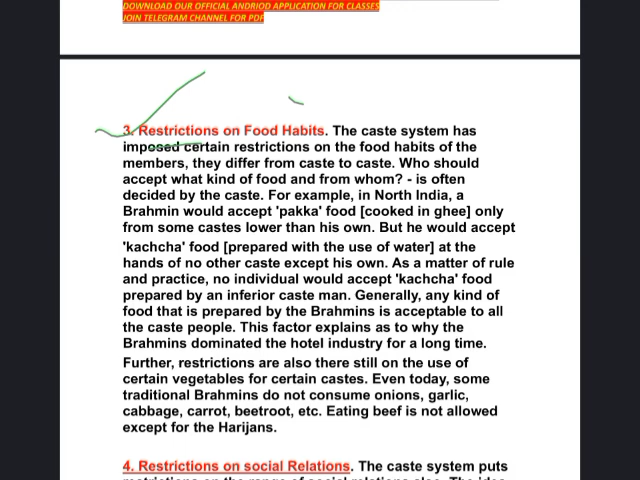 DOWNLOAD OUR OFFICIAL ANDRIOD APPLICATION FOR CLASSES
JOIN TELEGRAM CHANNEL FOR PDF
3. Restrictions on Food Habits. The caste system has
imposed certain restrictions on the food habits of the
members, they differ from caste to caste. Who should
accept what kind of food and from whom? - is often
decided by the caste. For example, in North India, a
Brahmin would accept 'pakka' food [cooked in ghee] only
from some castes lower than his own. But he would accept
'kachcha' food [prepared with the use of water] at the
hands of no other caste except his own. As a matter of rule
and practice, no individual would accept 'kachcha' food
prepared by an inferior caste man. Generally, any kind of
food that is prepared by the Brahmins is acceptable to all
the caste people. This factor explains as to why the
Brahmins dominated the hotel industry for a long time.
Further, restrictions are also there still on the use of
certain vegetables for certain castes. Even today, some
traditional Brahmins do not consume onions, garlic,
cabbage, carrot, beetroot, etc. Eating beef is not allowed
except for the Harijans.
4. Restrictions on social Relations. The caste system puts